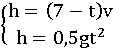 h = (7 − t)v
h = 0,5gt²